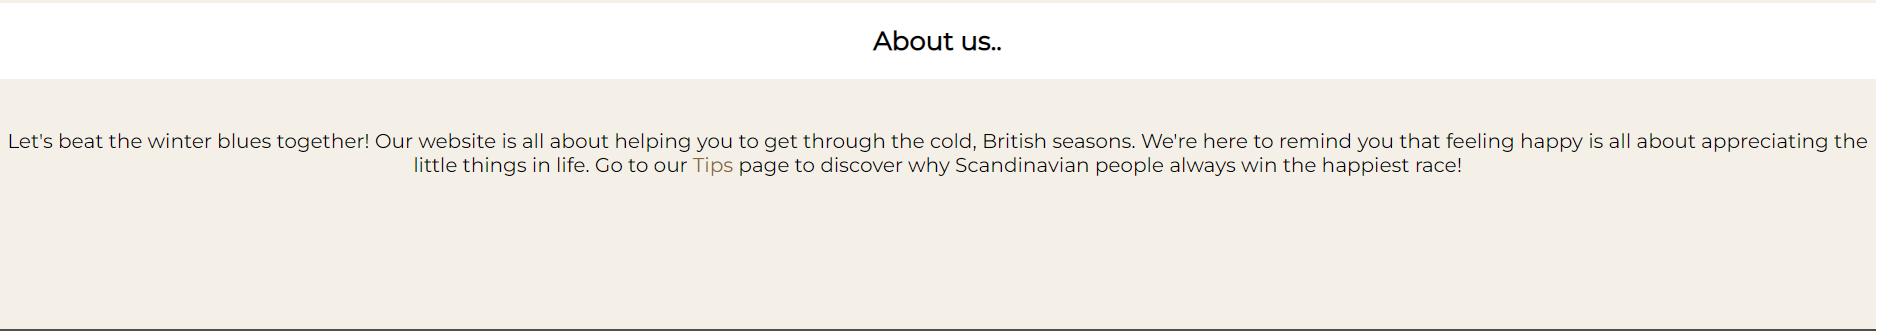 About us..
Let's beat the winter blues together! Our website is all about helping you to get through the cold, British seasons. We're here to remind you that feeling happy is all about appreciating the
little things in life. Go to our Tips page to discover why Scandinavian people always win the happiest race!